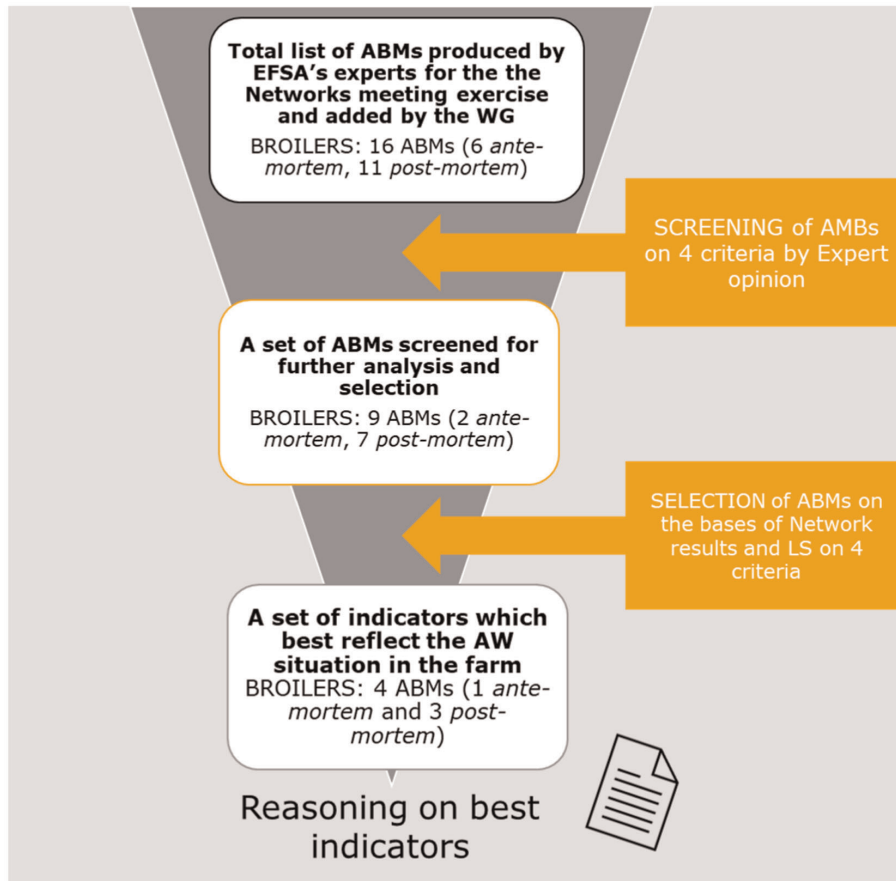 Total list of ABMs produced by
EFSA's experts for the the
Networks meeting exercise
and added by the WG
BROILERS: 16 ABMs (6 ante-
mortem, 11 post-mortem)
SCREENING of AMBs
on 4 criteria by Expert
opinion
A set of ABMs screened for
further analysis and
selection
BROILERS: 9 ABMs (2 ante-
mortem, 7 post-mortem)
SELECTION of ABMs on
the bases of Network
results and LS on 4
criteria
A set of indicators which
best reflect the AW
situation in the farm
BROILERS: 4 ABMs (1 ante-
mortem and 3 post-
mortem)
Reasoning on best
indicators